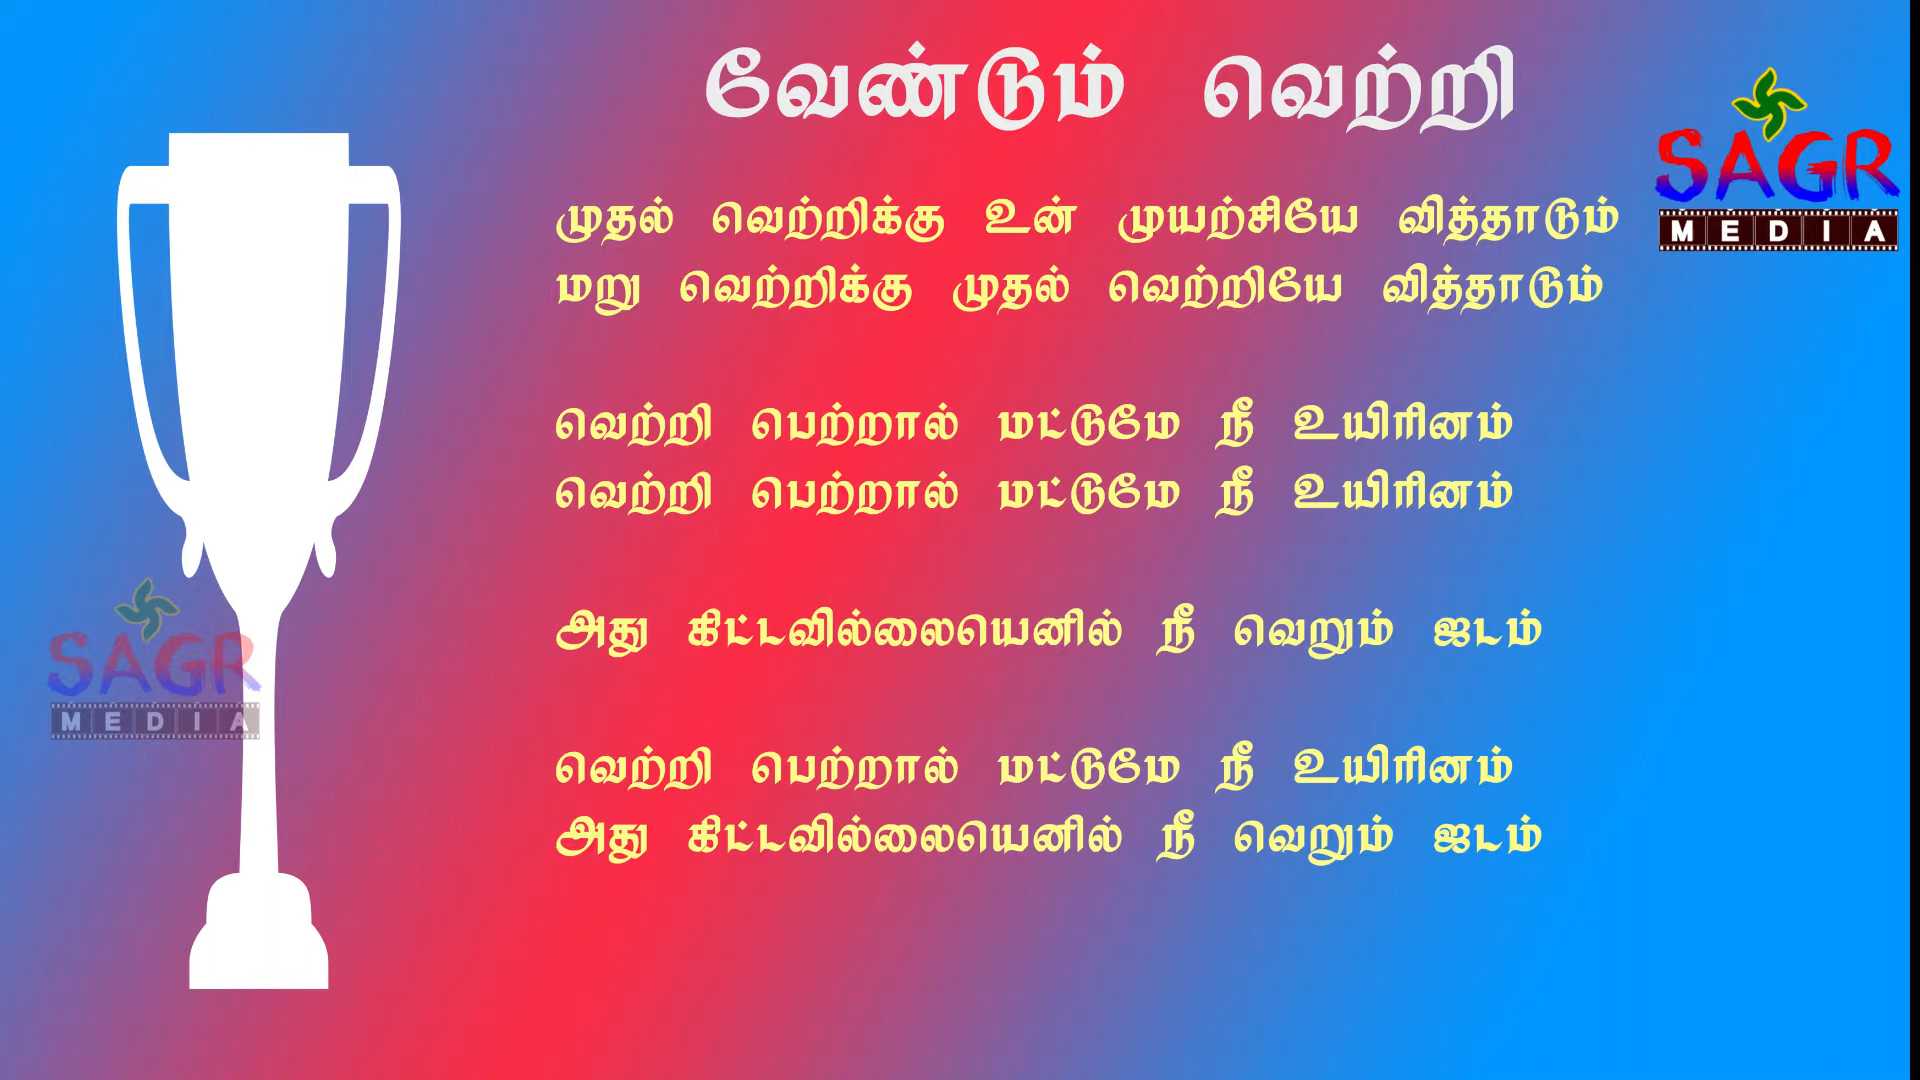 வேண்டும் வெற்றி
SAGR
MEDIA
முதல் வெற்றிக்கு உன் முயற்சியே வித்தாடும்
மறு வெற்றிக்கு முதல் வெற்றியே வித்தாடும்
வெற்றி பெற்றால் மட்டுமே நீ உயிரினம்
வெற்றி பெற்றால் மட்டுமே நீ உயிரினம்
அது கிட்டவில்லையெனில் நீ வெறும் ஜடம்
வெற்றி பெற்றால் மட்டுமே நீ உயிரினம்
அது கிட்டவில்லையெனில் நீ வெறும் ஜடம்
SAGR
MEDIA